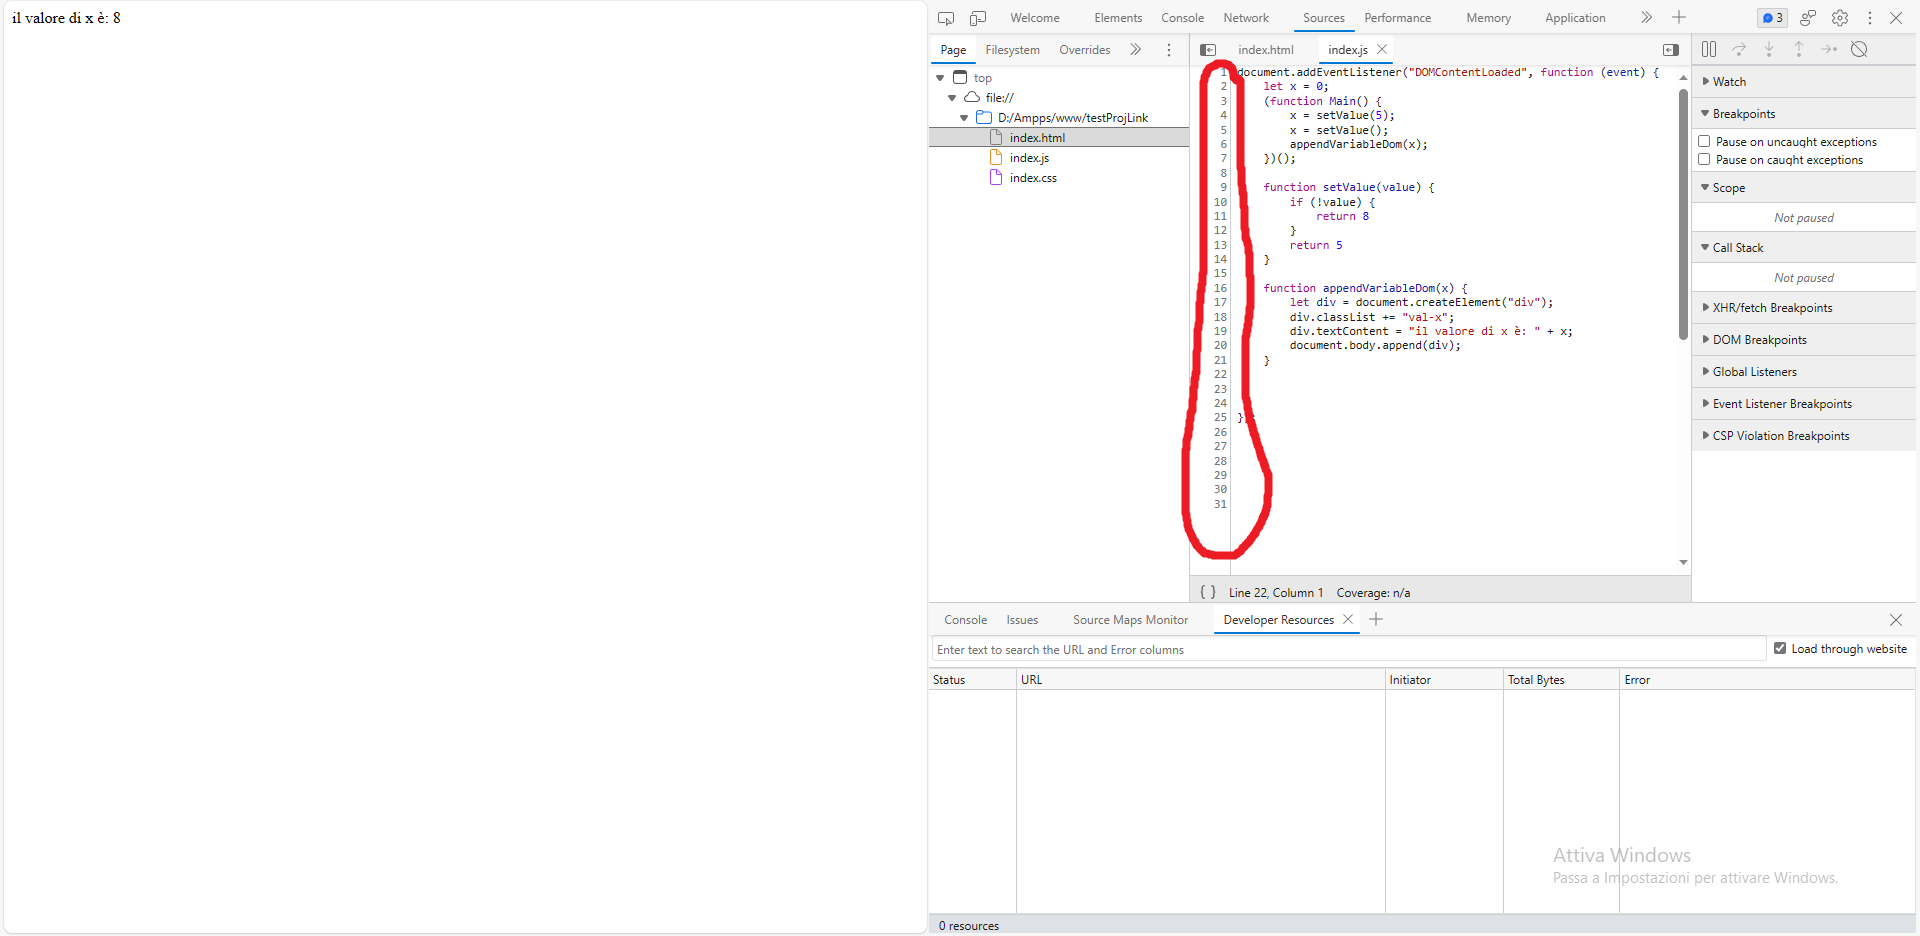 il valore di x è: 8
Welcome Elements Console Network Sources Performance Memory Application 3
Page Filesystem Overrides
top
file://
D:/Ampps/www/testProjLink
index.html
index.js
index.css
index.html index.js
1 document.addEventListener("DOMContentLoaded", function (event) {
2 let x = 0;
3 (function Main() {
4 x = setValue(5);
5 x = setValue();
6 appendVariableDom(x);
7 })();
8
9 function setValue(value) {
10 if (!value) {
11 return 8
12 }
13 return 5
14 }
15
16 function appendVariableDom(x) {
17 let div = document.createElement("div");
18 div.classList += "val-x";
19 div.textContent = "il valore di x è: " + x;
20 document.body.append(div);
21 }
22
23
24
25 }
26
27
28
29
30
31
{ } Line 22, Column 1 Coverage: n/a
Watch
Breakpoints
Pause on uncaught exceptions
Pause on caught exceptions
Scope
Not paused
Call Stack
Not paused
XHR/fetch Breakpoints
DOM Breakpoints
Global Listeners
Event Listener Breakpoints
CSP Violation Breakpoints
Console Issues Source Maps Monitor Developer Resources
Enter text to search the URL and Error columns Load through website
Status URL Initiator Total Bytes Error
Attiva Windows
Passa a Impostazioni per attivare Windows.
0 resources